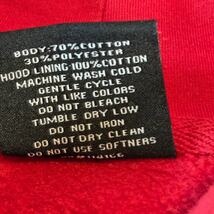 BODY:70%COTTON
30%POLYESTER
HOOD LINING:100%COTTON
MACHINE WASH COLD
GENTLE CYCLE
WITH LIKE COLORS
DO NOT BLEACH
TUMBLE DRY LOW
DO NOT IRON
DO NOT DRY CLEAN
DO NOT USE SOFTNERS